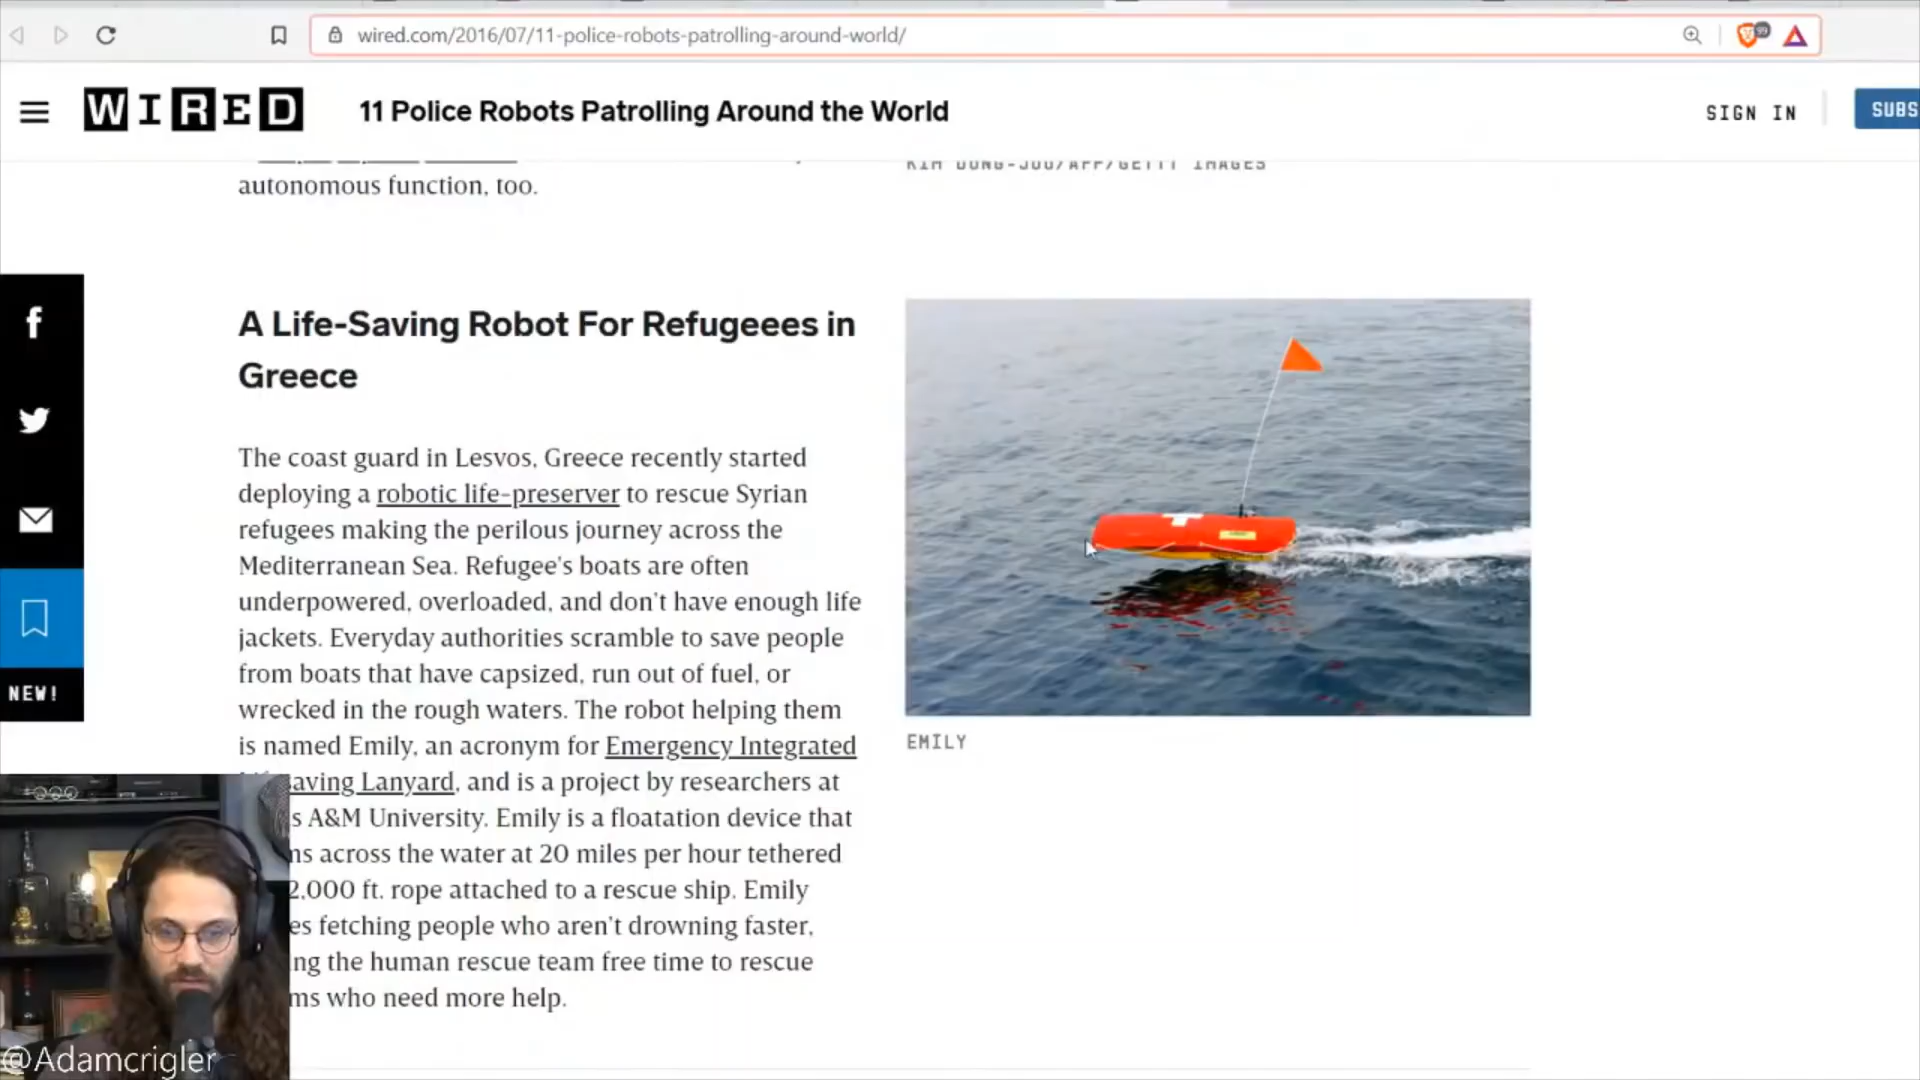 99
wired.com/2016/07/11-police-robots-patrolling-around-world/
WIRED
11 Police Robots Patrolling Around the World
SIGN IN
SUBS
KIM DONG-JOO/AFP/GETTY IMAGES
autonomous function, too.
A Life-Saving Robot For Refugeees in
Greece
The coast guard in Lesvos, Greece recently started
deploying a robotic life-preserver to rescue Syrian
refugees making the perilous journey across the
Mediterranean Sea. Refugee's boats are often
underpowered, overloaded, and don't have enough life
jackets. Everyday authorities scramble to save people
from boats that have capsized, run out of fuel, or
wrecked in the rough waters. The robot helping them
is named Emily, an acronym for Emergency Integrated
aving Lanyard, and is a project by researchers at
s A&M University. Emily is a floatation device that
ms across the water at 20 miles per hour tethered
2,000 ft. rope attached to a rescue ship. Emily
es fetching people who aren't drowning faster,
ng the human rescue team free time to rescue
ms who need more help.
EMILY
NEW!
@Adamcrigler